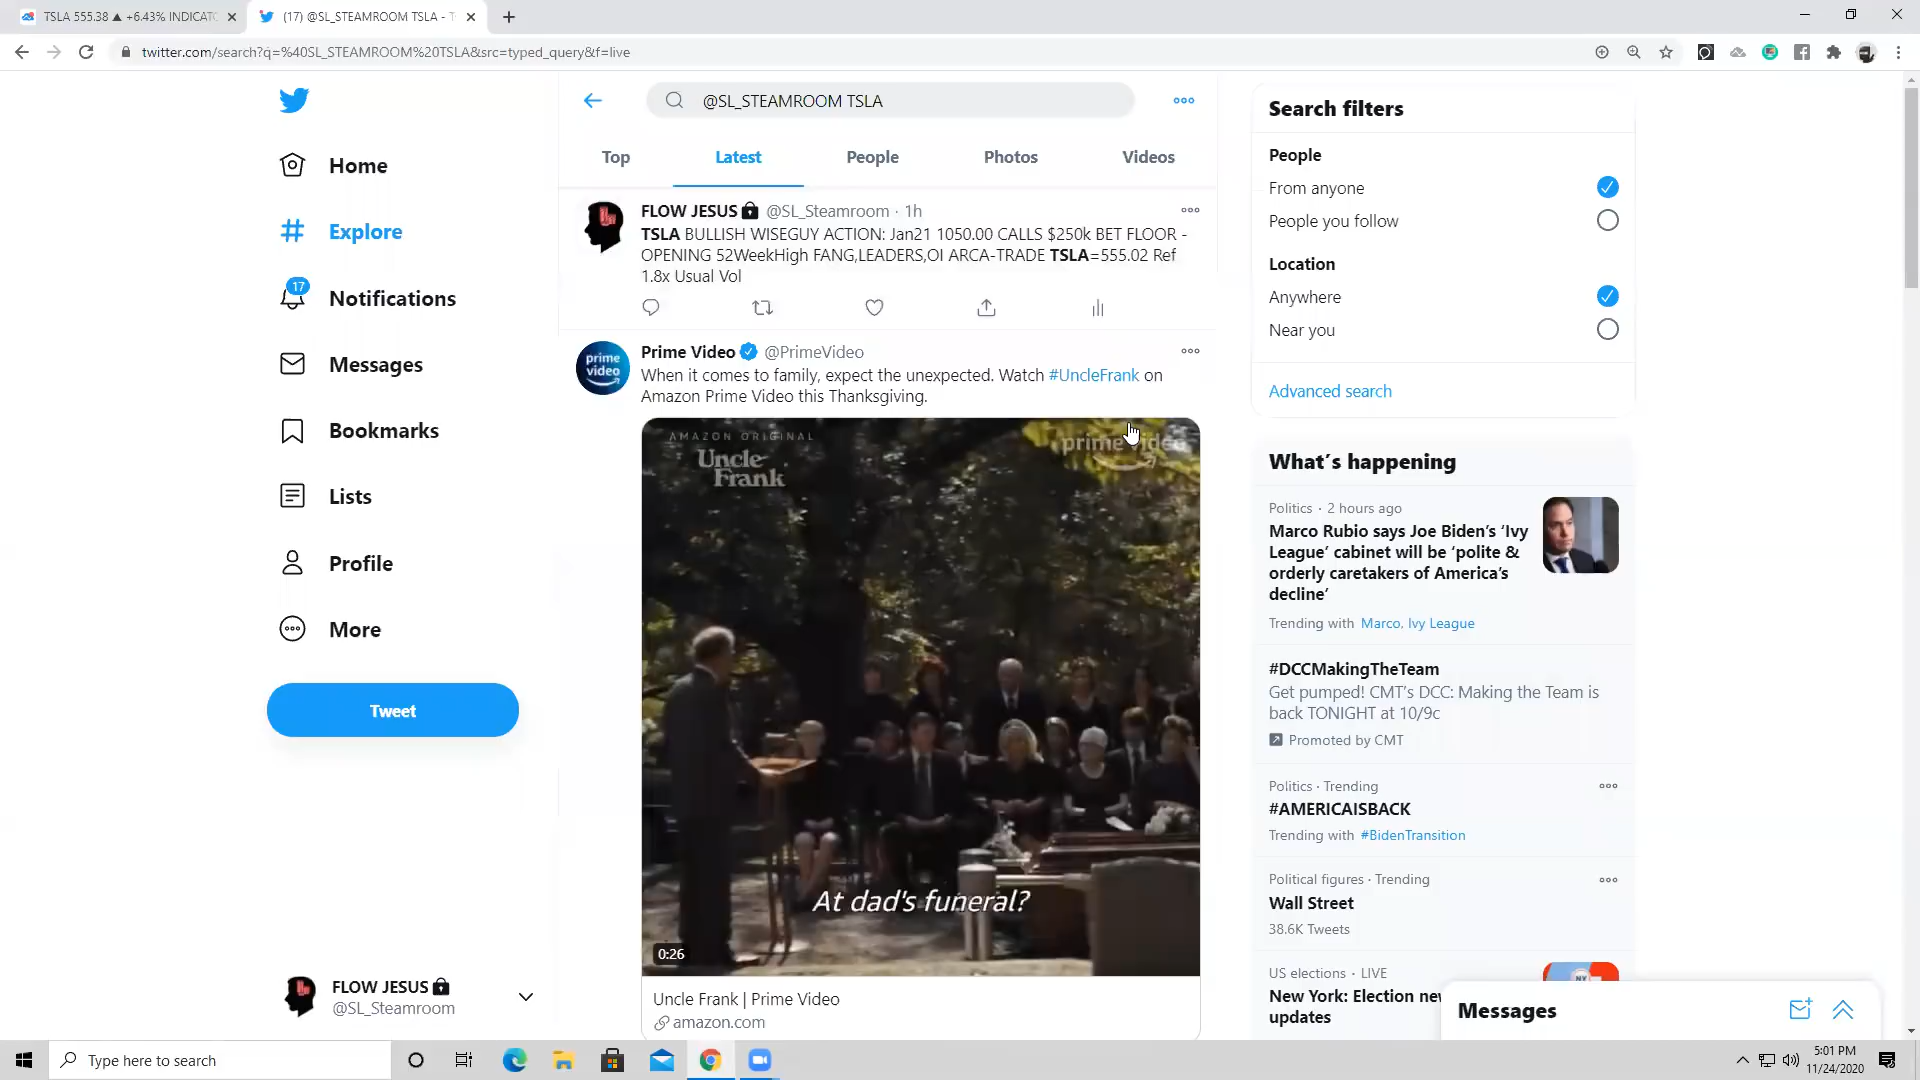 TSLA 555.38 ▲ +6.43% INDICATO
(17) @SL_STEAMROOM TSLA - T
twitter.com/search?q=%40SL_STEAMROOM%20TSLA&src=typed_query&f=live
@SL_STEAMROOM TSLA
Top
Latest
People
Photos
Videos
Home
Explore
17
Notifications
Messages
Bookmarks
Lists
Profile
More
Tweet
FLOW JESUS
@SL_Steamroom
FLOW JESUS @SL_Steamroom · 1h
TSLA BULLISH WISEGUY ACTION: Jan21 1050.00 CALLS $250k BET FLOOR -
OPENING 52WeekHigh FANG,LEADERS,OI ARCA-TRADE TSLA=555.02 Ref
1.8x Usual Vol
prime
video
Prime Video @PrimeVideo
When it comes to family, expect the unexpected. Watch #UncleFrank on
Amazon Prime Video this Thanksgiving.
AMAZON ORIGINAL
Uncle
Frank
prime video
At dad's funeral?
0:26
Uncle Frank | Prime Video
amazon.com
Search filters
People
From anyone
People you follow
Location
Anywhere
Near you
Advanced search
What's happening
Politics · 2 hours ago
Marco Rubio says Joe Biden's 'Ivy
League' cabinet will be 'polite &
orderly caretakers of America's
decline'
Trending with Marco, Ivy League
#DCCMakingTheTeam
Get pumped! CMT's DCC: Making the Team is
back TONIGHT at 10/9c
Promoted by CMT
Politics · Trending
#AMERICAISBACK
Trending with #BidenTransition
Political figures · Trending
Wall Street
38.6K Tweets
US elections · LIVE
New York: Election new
updates
NY
Messages
Type here to search
5:01 PM
11/24/2020